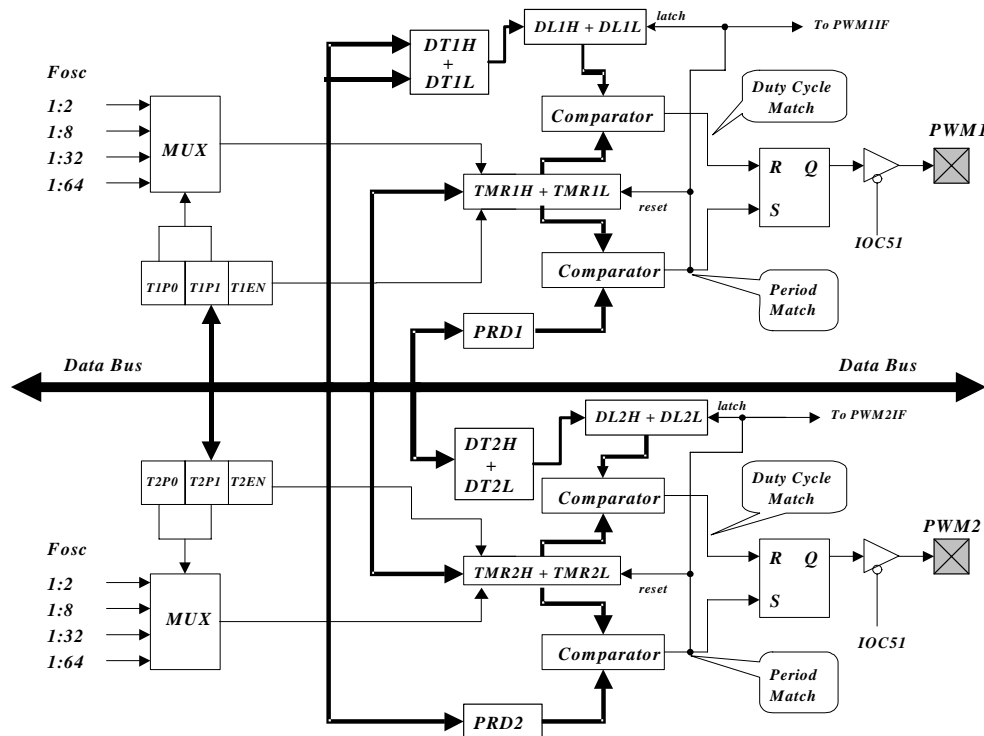 DL1H + DL1L
latch
To PWM1IF
DT1H
+
DT1L
Fosc
1:2
1:8
1:32
1:64
MUX
Comparator
Duty Cycle
Match
PWM1
R Q
S
TMR1H + TMR1L
reset
IOC51
T1P0 T1P1 T1EN
Comparator
Period
Match
PRD1
Data Bus
Data Bus
DL2H + DL2L
latch
To PWM2IF
DT2H
+
DT2L
T2P0 T2P1 T2EN
Comparator
Duty Cycle
Match
PWM2
Fosc
1:2
1:8
1:32
1:64
MUX
TMR2H + TMR2L
reset
R Q
S
IOC51
Comparator
Period
Match
PRD2